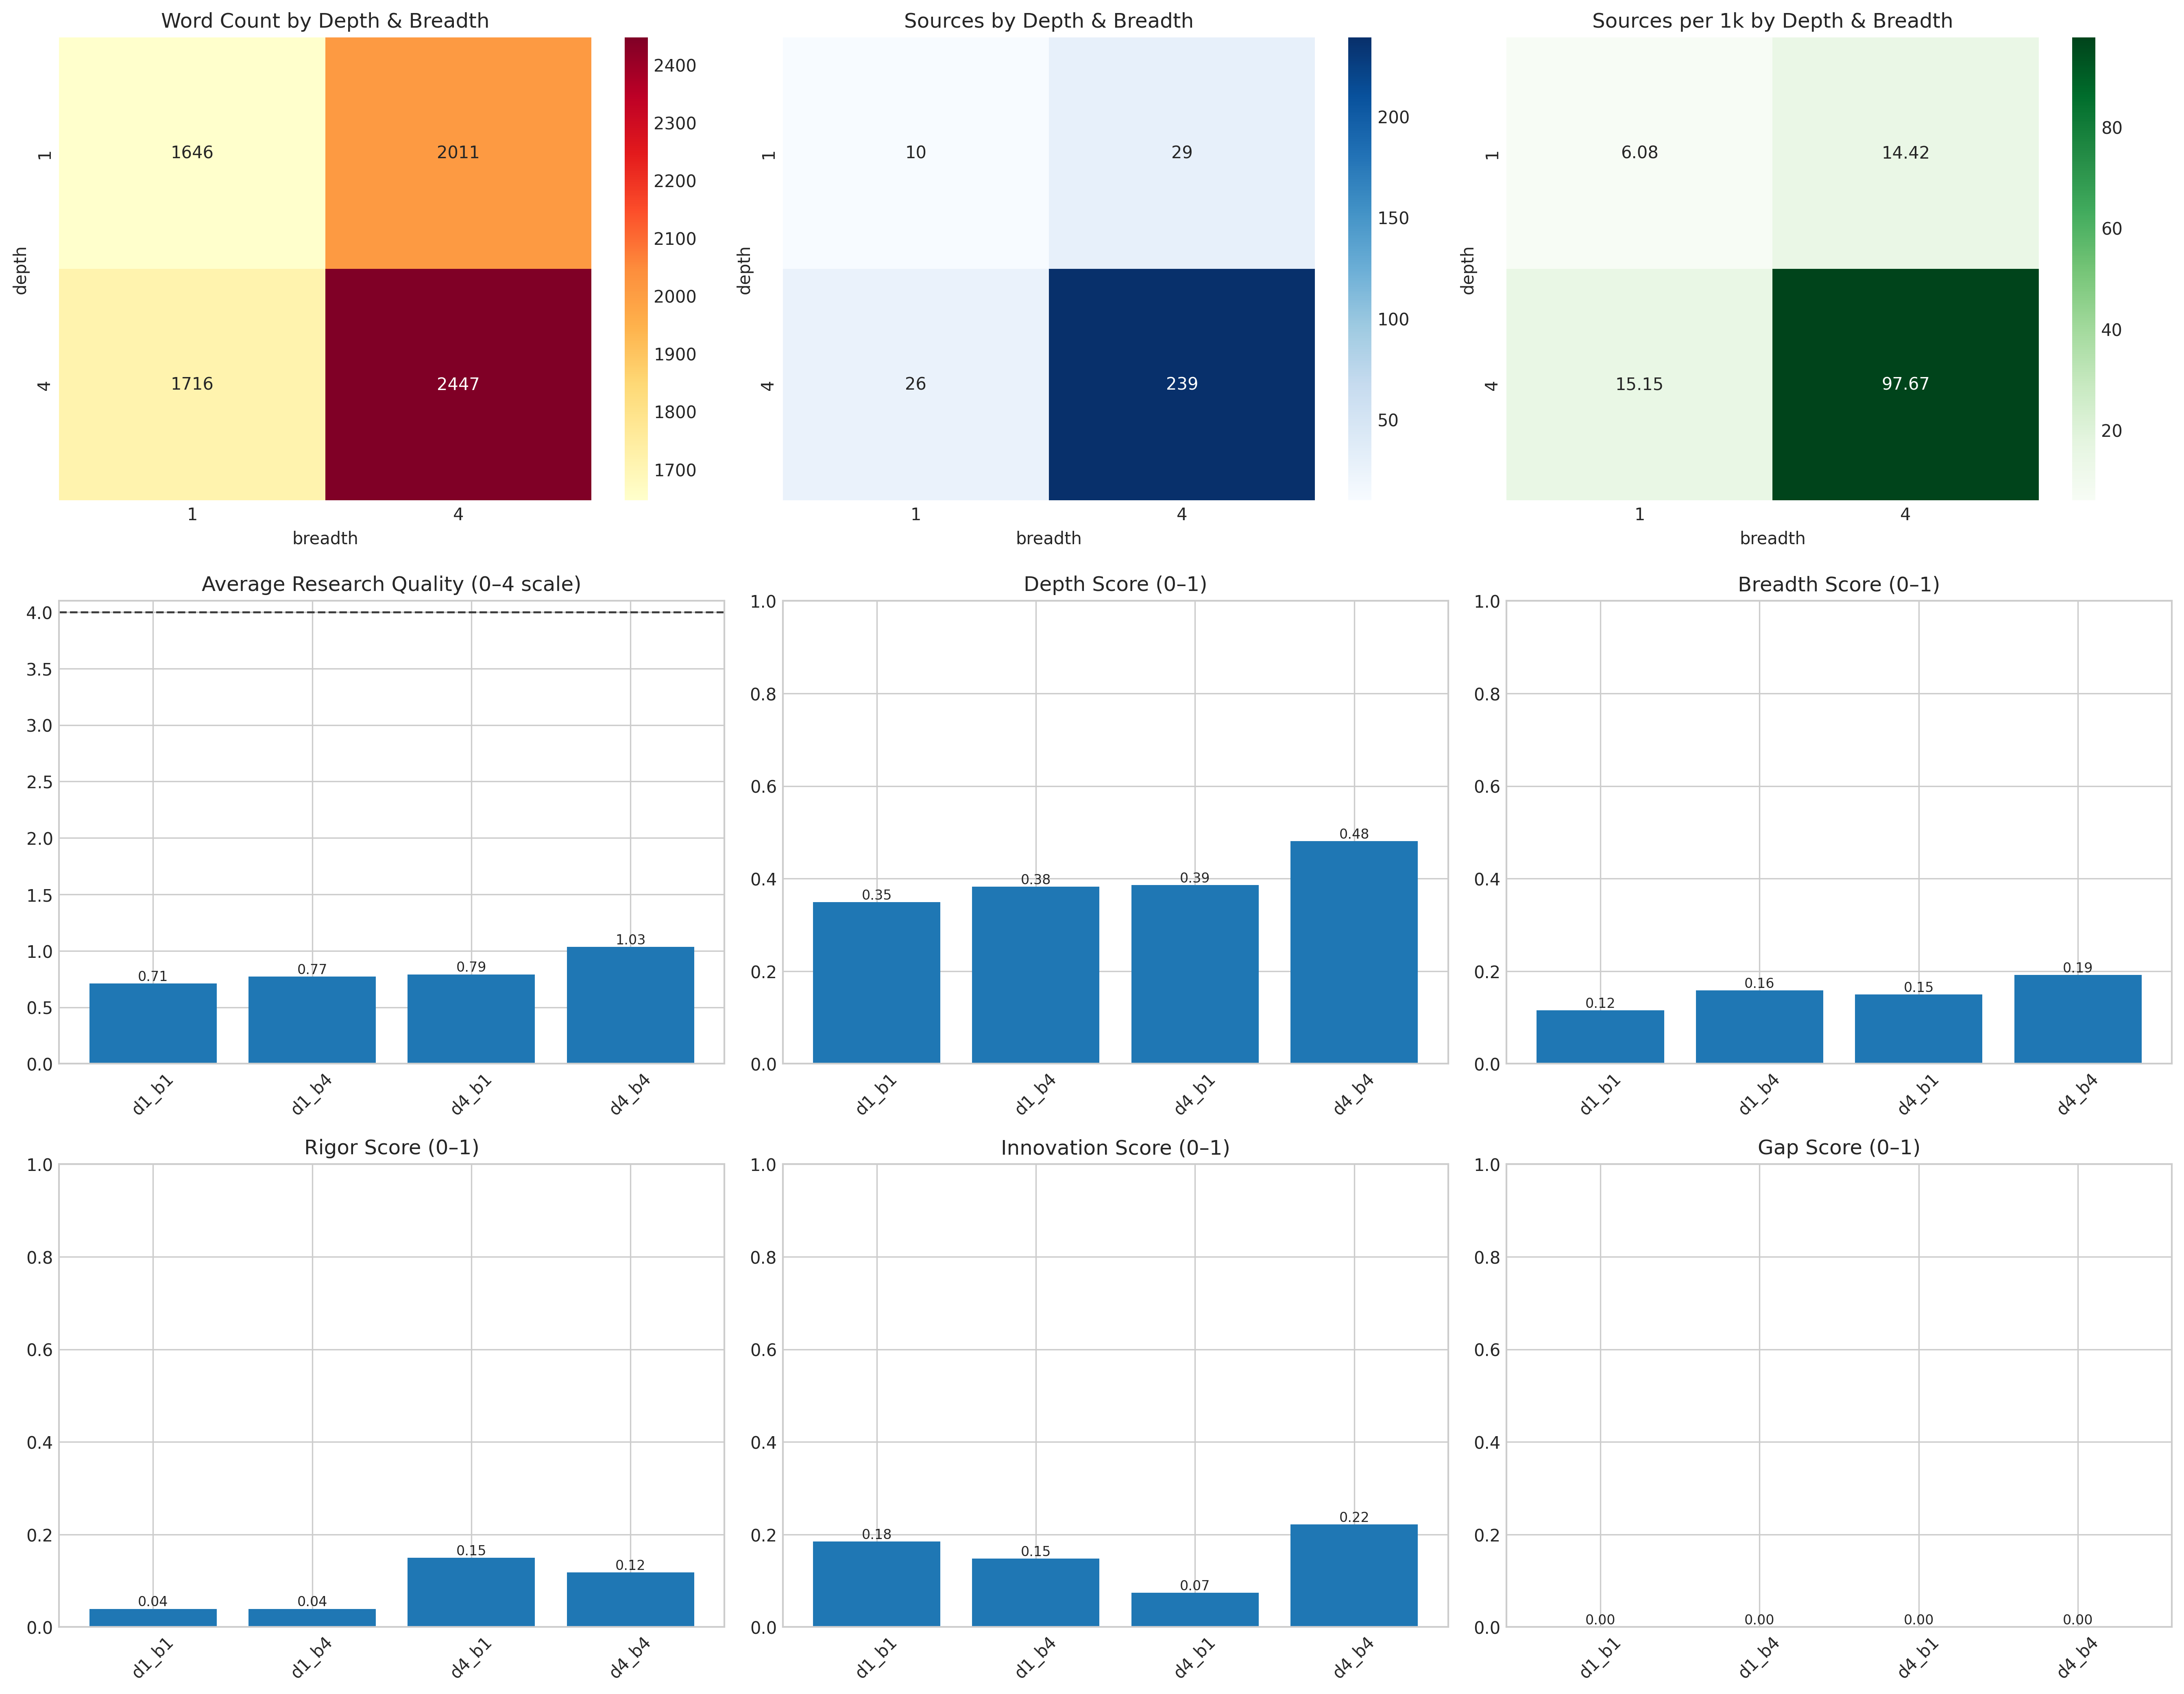 Word Count by Depth & Breadth
1646
2011
1716
2447
1
4
depth
1
4
breadth
2400
2300
2200
2100
2000
1900
1800
1700
Sources by Depth & Breadth
10
29
26
239
1
4
depth
1
4
breadth
200
150
100
50
Sources per 1k by Depth & Breadth
6.08
14.42
15.15
97.67
1
4
depth
1
4
breadth
80
60
40
20
Average Research Quality (0–4 scale)
4.0
3.5
3.0
2.5
2.0
1.5
1.0
0.5
0.0
0.71
0.77
0.79
1.03
d1_b1
d1_b4
d4_b1
d4_b4
Depth Score (0–1)
1.0
0.8
0.6
0.4
0.2
0.0
0.35
0.38
0.39
0.48
d1_b1
d1_b4
d4_b1
d4_b4
Breadth Score (0–1)
1.0
0.8
0.6
0.4
0.2
0.0
0.12
0.16
0.15
0.19
d1_b1
d1_b4
d4_b1
d4_b4
Rigor Score (0–1)
1.0
0.8
0.6
0.4
0.2
0.0
0.04
0.04
0.15
0.12
d1_b1
d1_b4
d4_b1
d4_b4
Innovation Score (0–1)
1.0
0.8
0.6
0.4
0.2
0.0
0.18
0.15
0.07
0.22
d1_b1
d1_b4
d4_b1
d4_b4
Gap Score (0–1)
1.0
0.8
0.6
0.4
0.2
0.0
0.00
0.00
0.00
0.00
d1_b1
d1_b4
d4_b1
d4_b4